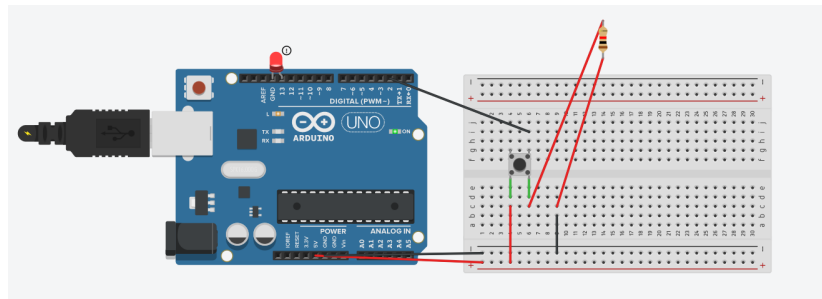 AREF
GND
13
12
~11
~10
~9
8
7
~6
~5
4
~3
2
TX→1
RX←0
DIGITAL (PWM~)
L
TX
RX
ARDUINO
UNO
ON
POWER
ANALOG IN
IOREF
RESET
3.3V
5V
GND
GND
Vin
A0
A1
A2
A3
A4
A5
j
i
h
g
f
e
d
c
b
a